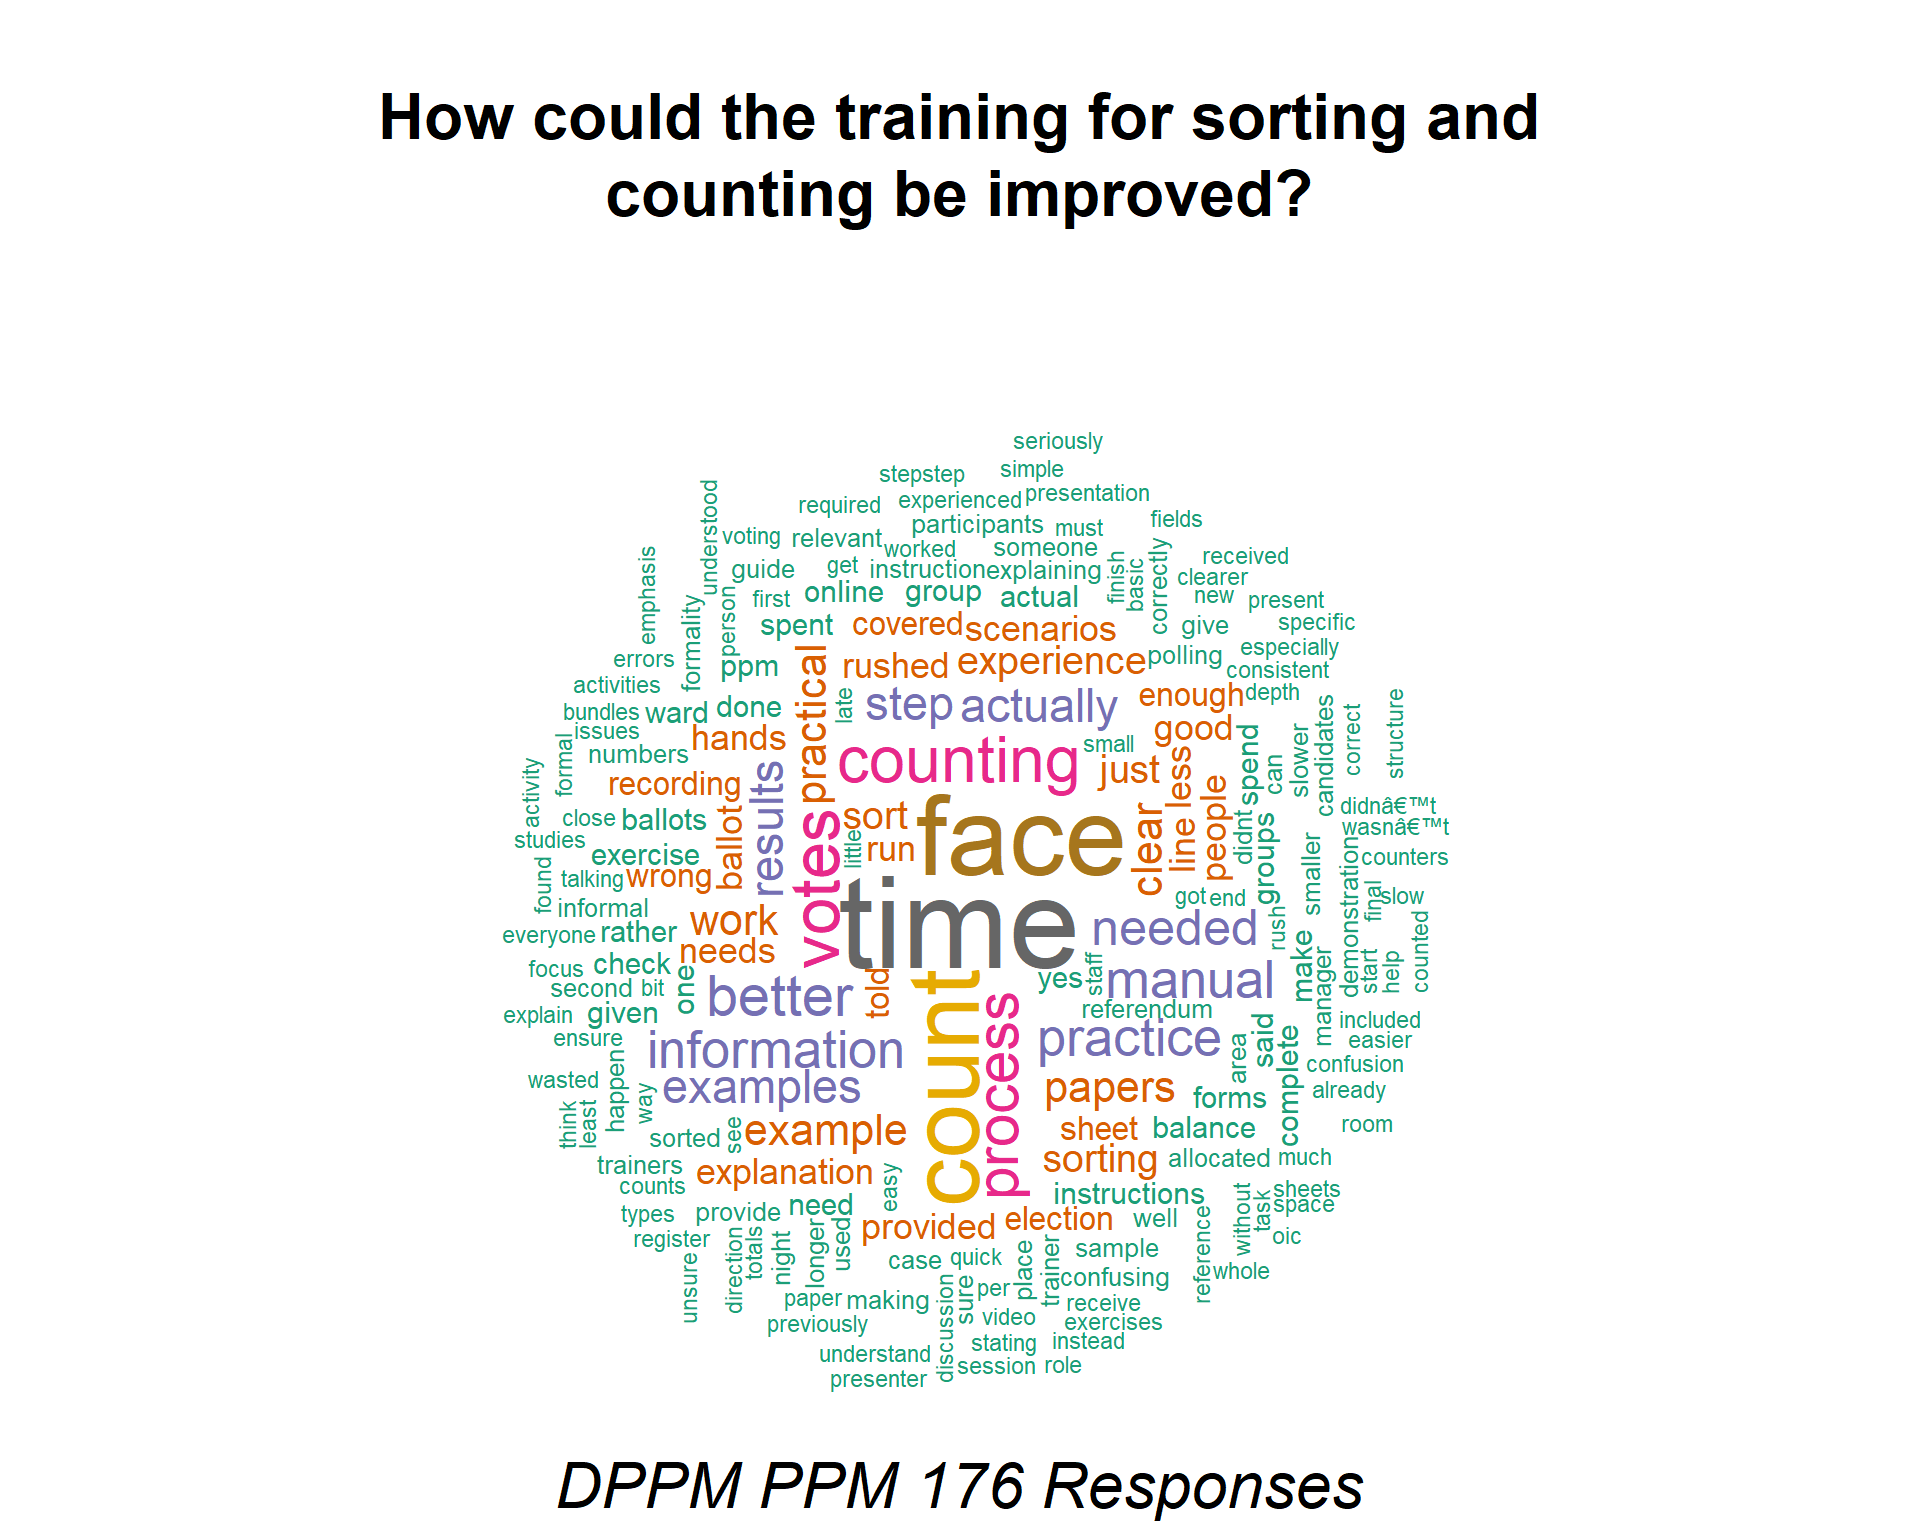 How could the training for sorting and
counting be improved?
seriously
stepstep
simple
required
experienced
presentation
understood
voting
relevant
participants
must
fields
worked
someone
received
emphasis
guide
get
instruction
explaining
finish
basic
correctly
clearer
first
online
group
actual
new
present
formality
person
spent
covered
scenarios
give
specific
errors
ppm
practical
rushed
experience
polling
especially
consistent
activities
late
step
actually
enough
depth
bundles
ward
done
good
candidates
correct
structure
issues
hands
counting
small
spend
slower
formal
numbers
just
less
can
activity
recording
results
people
didnâ€™t
close
ballots
ballot
votes
sort
face
clear
line
didnt
groups
wasnâ€™t
studies
exercise
little
run
smaller
demonstration
counters
found
talking
wrong
time
got
end
final
slow
informal
work
needed
rush
everyone
rather
needs
make
manager
start
help
counted
focus
check
one
told
count
yes
staff
manual
second
bit
better
process
referendum
explain
given
practice
area
said
included
ensure
information
complete
easier
wasted
happen
way
examples
papers
forms
confusion
already
think
least
sorted
see
example
sheet
balance
room
trainers
explanation
easy
sorting
allocated
much
counts
need
instructions
sheets
types
provide
provided
election
well
without
task
space
register
direction
totals
night
longer
used
reference
oic
unsure
case
quick
place
trainer
sample
whole
paper
making
discussion
sure
per
confusing
previously
video
receive
exercises
understand
stating
instead
presenter
session
role
DPPM PPM 176 Responses